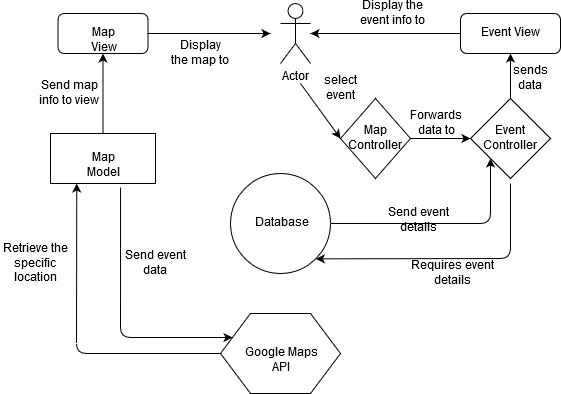 Display the
event info to
Map
View
Display
the map to
Event View
Actor
select
event
sends
data
Send map
info to view
Map
Controller
Forwards
data to
Event
Controller
Map
Model
Database
Send event
details
Retrieve the
specific
location
Send event
data
Requires event
details
Google Maps
API